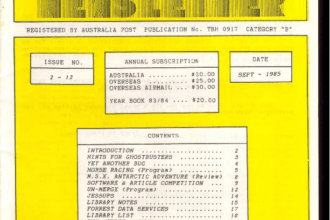 NEWSLETTER
REGISTERED BY AUSTRALIA POST PUBLICATION No. TBH 0917 CATEGORY "B"
ISSUE NO.
2 - 12
ANNUAL SUBSCRIPTION
AUSTRALIA .......... $20.00
OVERSEAS ........... $25.00
OVERSEAS AIRMAIL ... $30.00
YEAR BOOK 83/84 .... $20.00
DATE
SEPT - 1985
CONTENTS
INTRODUCTION ................ 2
HINTS FOR GHOSTBUSTERS ...... 3
YET ANOTHER BUG ............. 4
HORSE RACING (Program) ...... 5
M.S.X. ANTARCTIC ADVENTURE (Review) 8
SOFTWARE & ARTICLE COMPETITION ... 9
UN-MERGE (Program) .......... 12
JESSUPS ..................... 14
LIBRARY NOTES ............... 15
FORREST DATA SERVICES ....... 17
LIBRARY LIST ................ 18